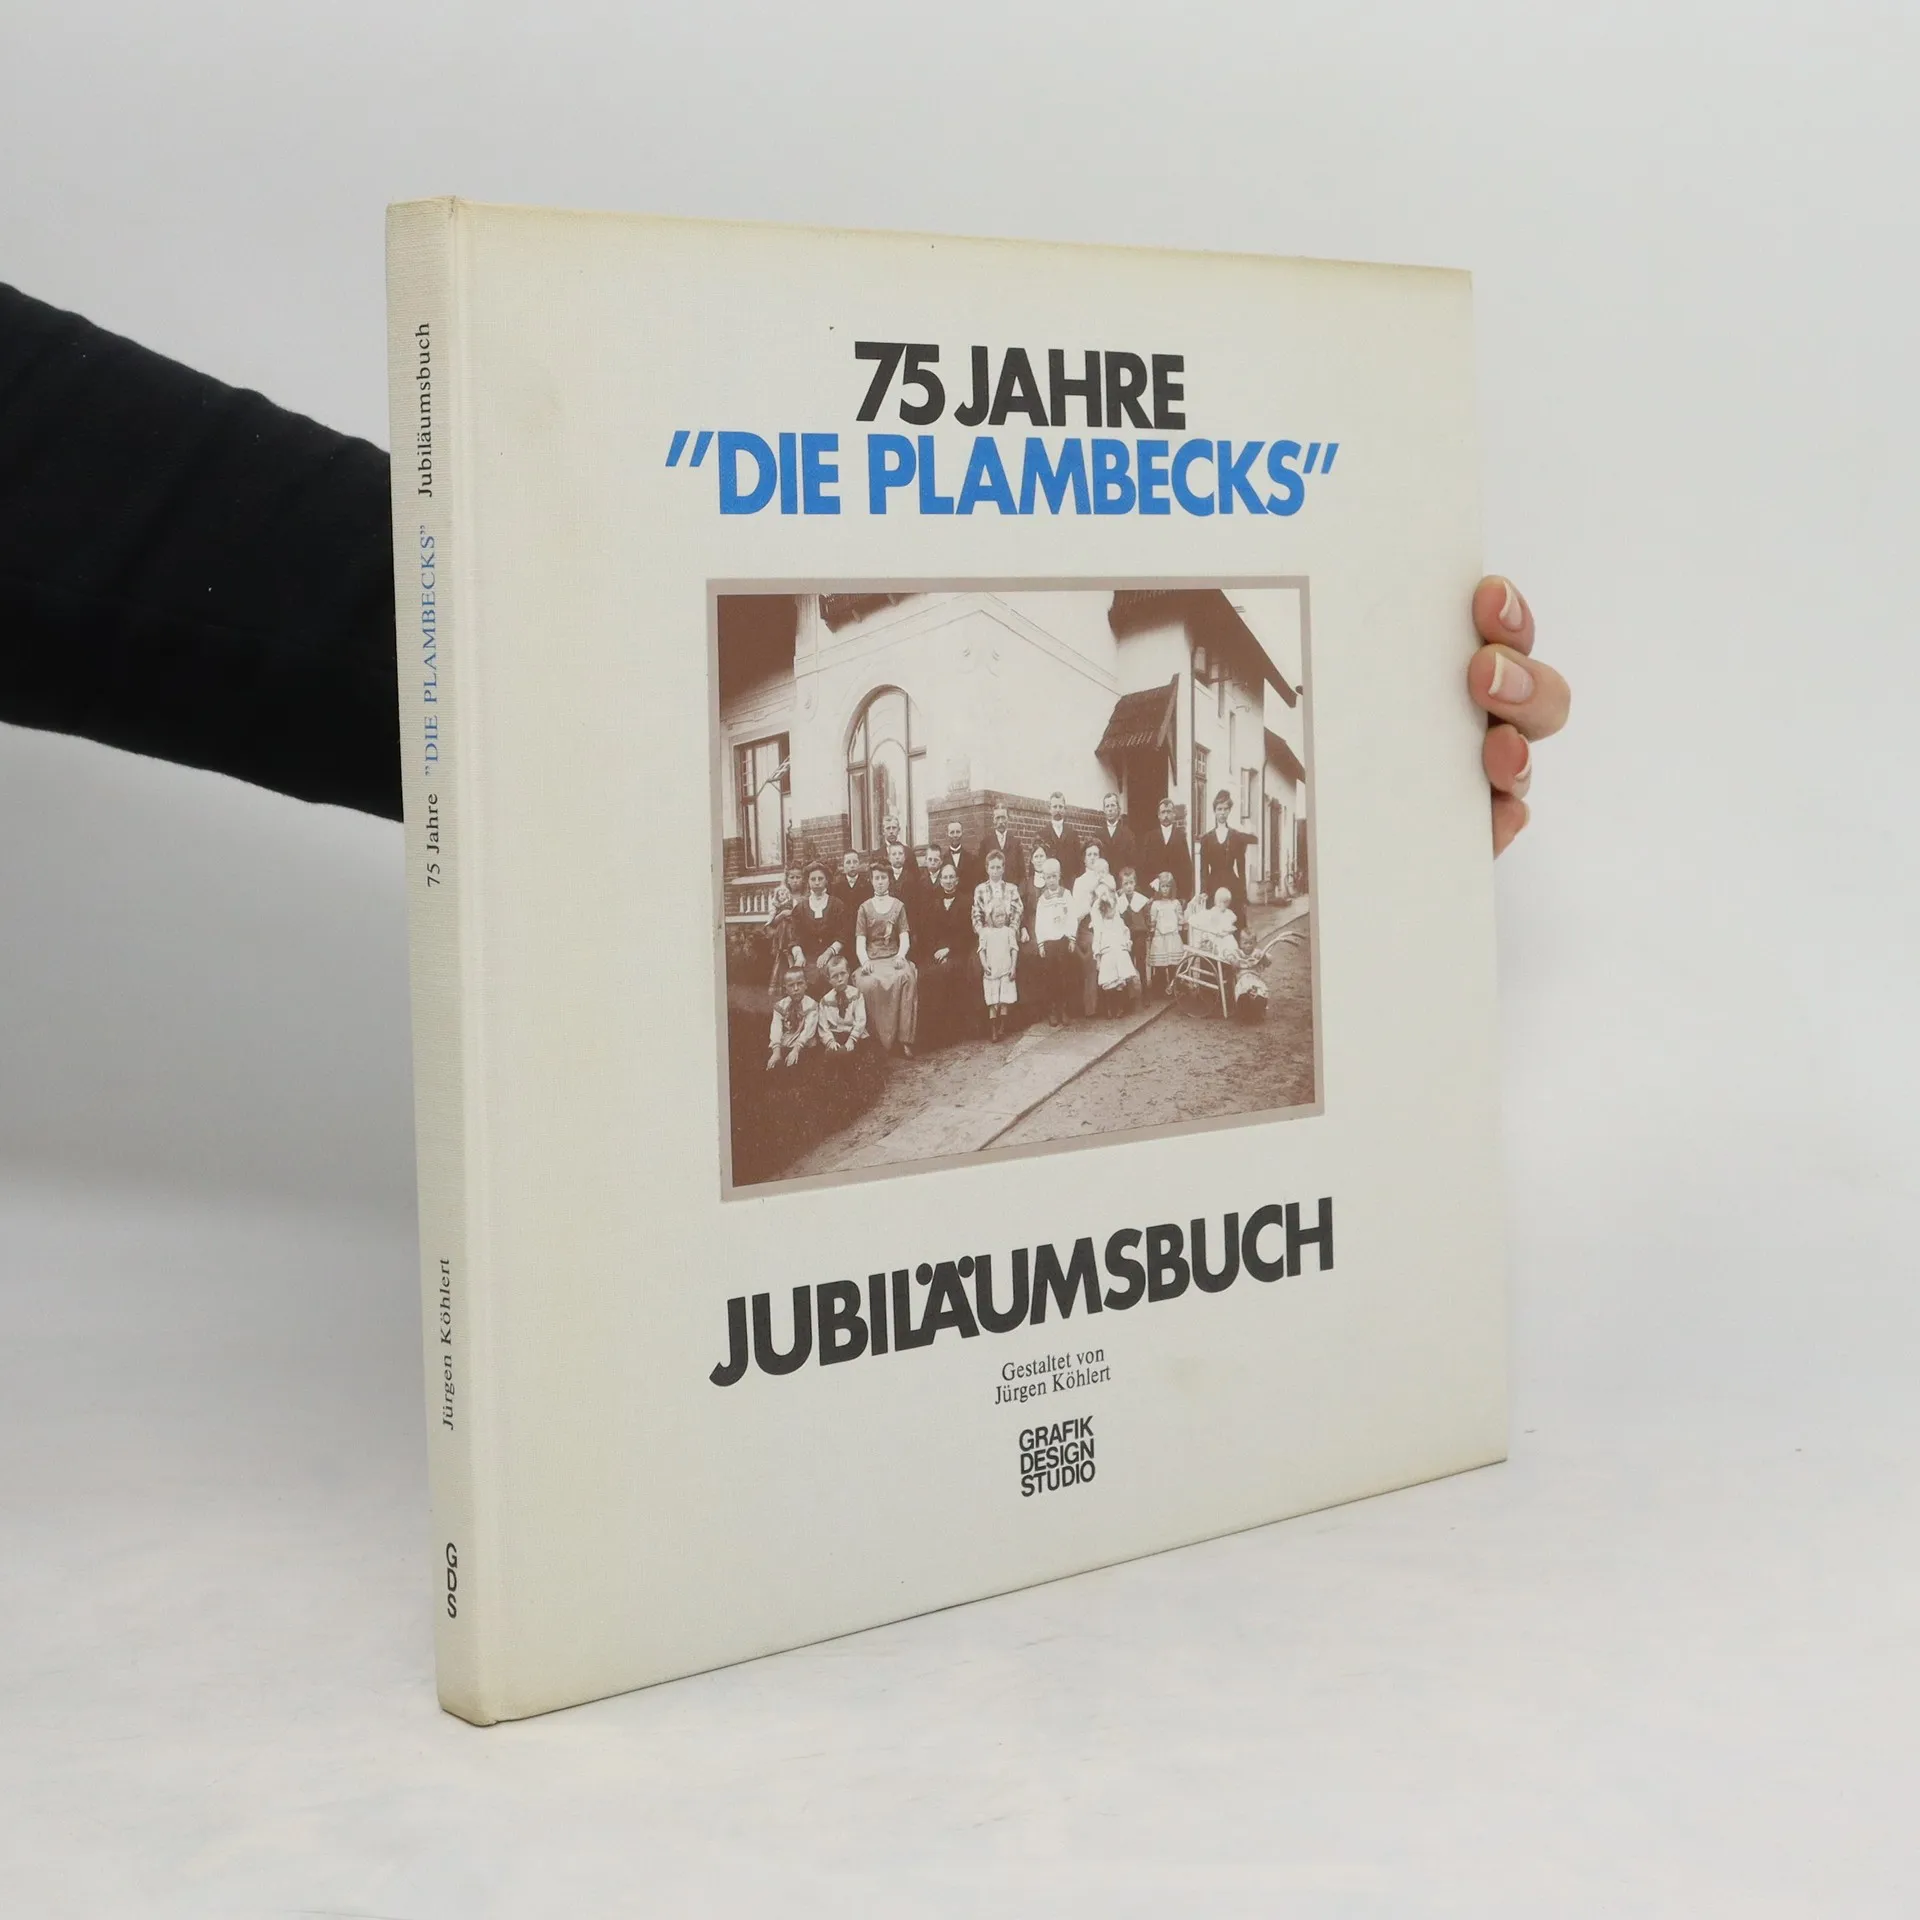 75 JAHRE
"DIE PLAMBECKS"
JUBILÄUMSBUCH
Gestaltet von
Jürgen Köhlert
GRAFIK
DESIGN
STUDIO
75 Jahre "DIE PLAMBECKS" Jubiläumsbuch
Jürgen Köhlert
GDS